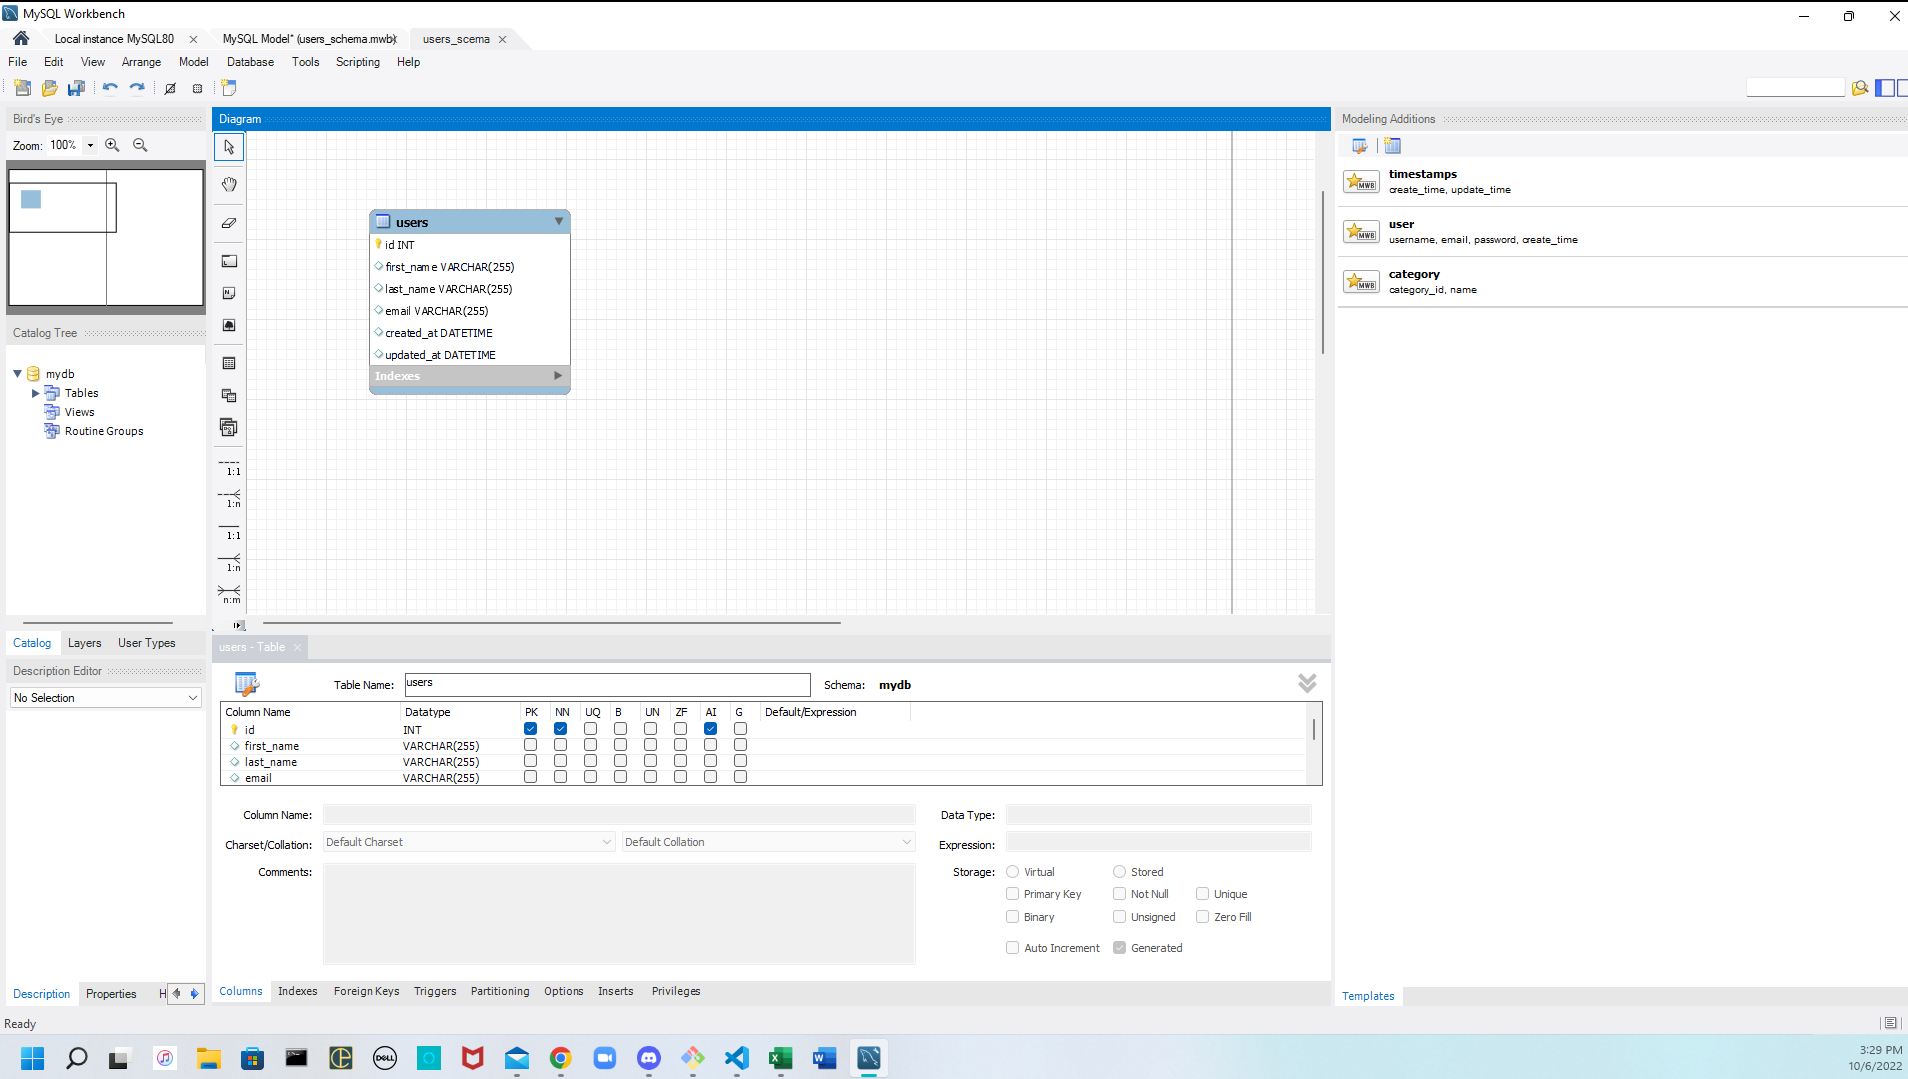 MySQL Workbench
Local instance MySQL80
MySQL Model* (users_schema.mwb)
users_scema
File Edit View Arrange Model Database Tools Scripting Help
Bird's Eye
Zoom: 100%
Diagram
Modeling Additions
timestamps
create_time, update_time
user
username, email, password, create_time
category
category_id, name
users
id INT
first_name VARCHAR(255)
last_name VARCHAR(255)
email VARCHAR(255)
created_at DATETIME
updated_at DATETIME
Indexes
Catalog Tree
mydb
Tables
Views
Routine Groups
1:1
1:n
1:1
1:n
n:m
Catalog Layers User Types
Description Editor
No Selection
users - Table
Table Name: users Schema: mydb
Column Name Datatype PK NN UQ B UN ZF AI G Default/Expression
id INT
first_name VARCHAR(255)
last_name VARCHAR(255)
email VARCHAR(255)
Column Name: Data Type:
Charset/Collation: Default Charset Default Collation Expression:
Comments: Storage: Virtual Stored
Primary Key Not Null Unique
Binary Unsigned Zero Fill
Auto Increment Generated
Description Properties H
Columns Indexes Foreign Keys Triggers Partitioning Options Inserts Privileges
Templates
Ready
DELL
3:29 PM
10/6/2022